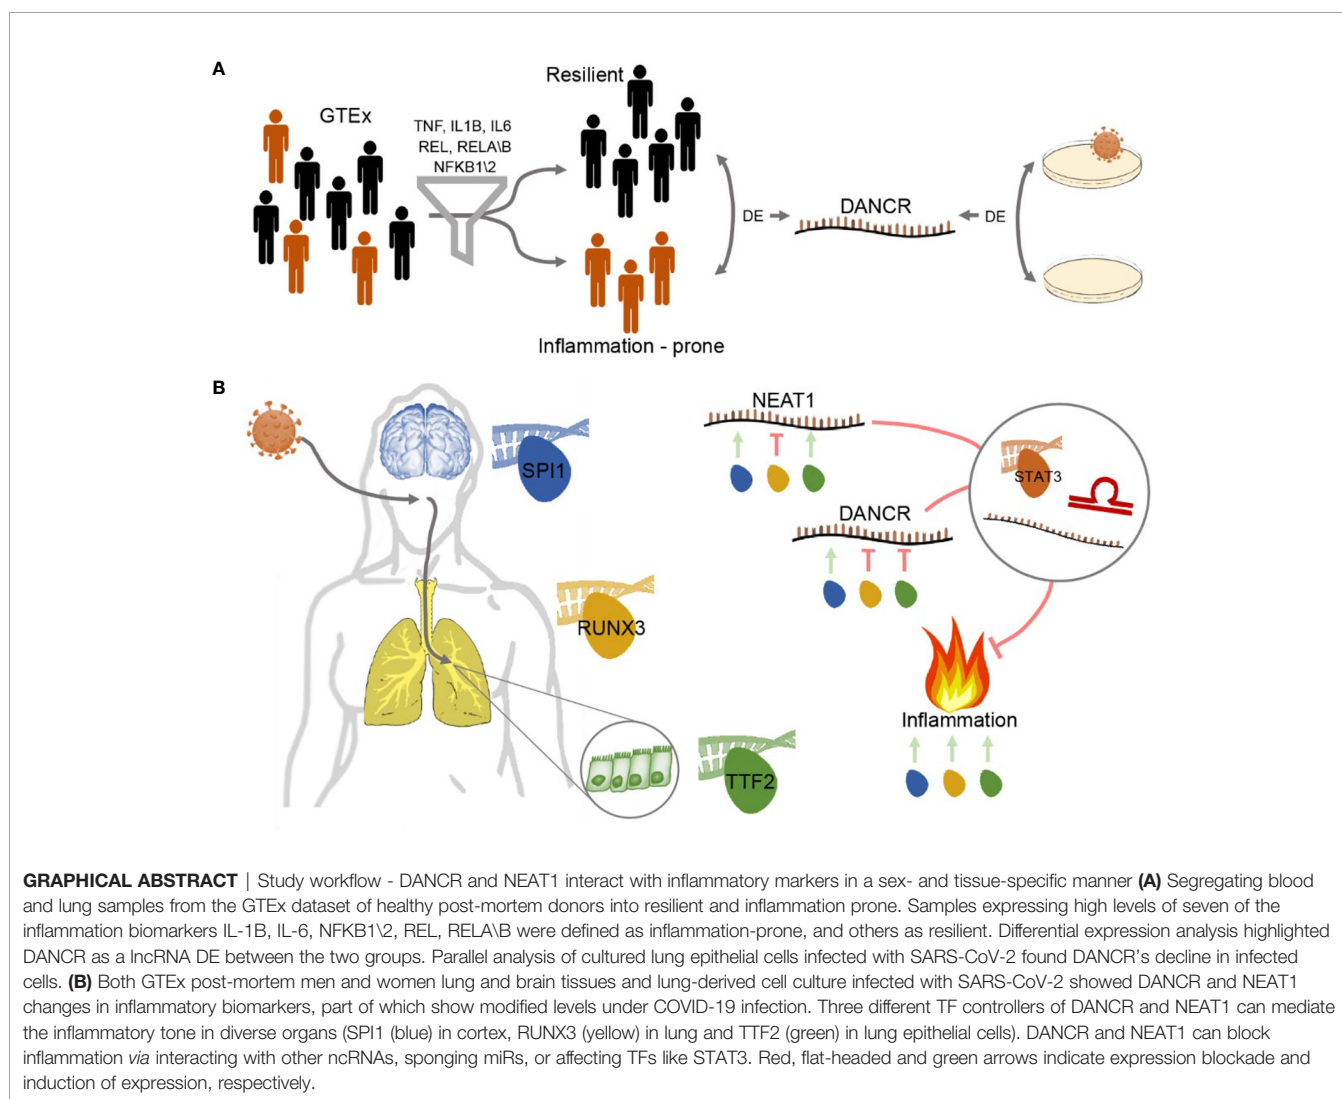 A
GTEx
TNF, IL1B, IL6
REL, RELA\B
NFKB1\2
Resilient
Inflammation - prone
DE
DANCR
DE
B
SPI1
RUNX3
TTF2
NEAT1
DANCR
STAT3
Inflammation
GRAPHICAL ABSTRACT | Study workflow - DANCR and NEAT1 interact with inflammatory markers in a sex- and tissue-specific manner (A) Segregating blood
and lung samples from the GTEx dataset of healthy post-mortem donors into resilient and inflammation prone. Samples expressing high levels of seven of the
inflammation biomarkers IL-1B, IL-6, NFKB1\2, REL, RELA\B were defined as inflammation-prone, and others as resilient. Differential expression analysis highlighted
DANCR as a lncRNA DE between the two groups. Parallel analysis of cultured lung epithelial cells infected with SARS-CoV-2 found DANCR's decline in infected
cells. (B) Both GTEx post-mortem men and women lung and brain tissues and lung-derived cell culture infected with SARS-CoV-2 showed DANCR and NEAT1
changes in inflammatory biomarkers, part of which show modified levels under COVID-19 infection. Three different TF controllers of DANCR and NEAT1 can mediate
the inflammatory tone in diverse organs (SPI1 (blue) in cortex, RUNX3 (yellow) in lung and TTF2 (green) in lung epithelial cells). DANCR and NEAT1 can block
inflammation via interacting with other ncRNAs, sponging miRs, or affecting TFs like STAT3. Red, flat-headed and green arrows indicate expression blockade and
induction of expression, respectively.